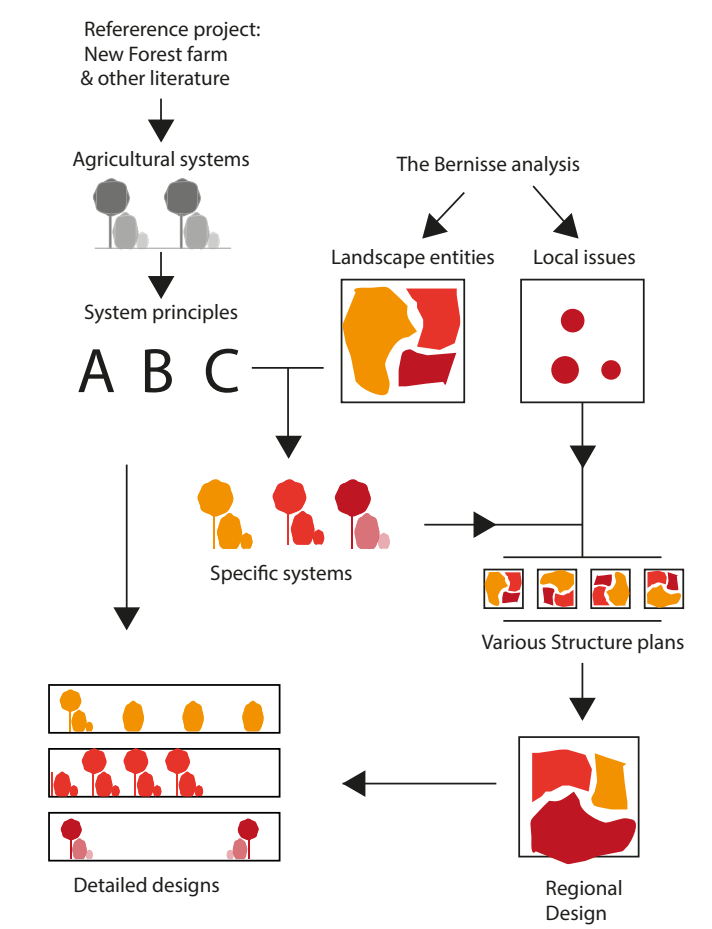 Refererence project:
New Forest farm
& other literature
Agricultural systems
The Bernisse analysis
Landscape entities
Local issues
System principles
A B C
Specific systems
Various Structure plans
Detailed designs
Regional
Design